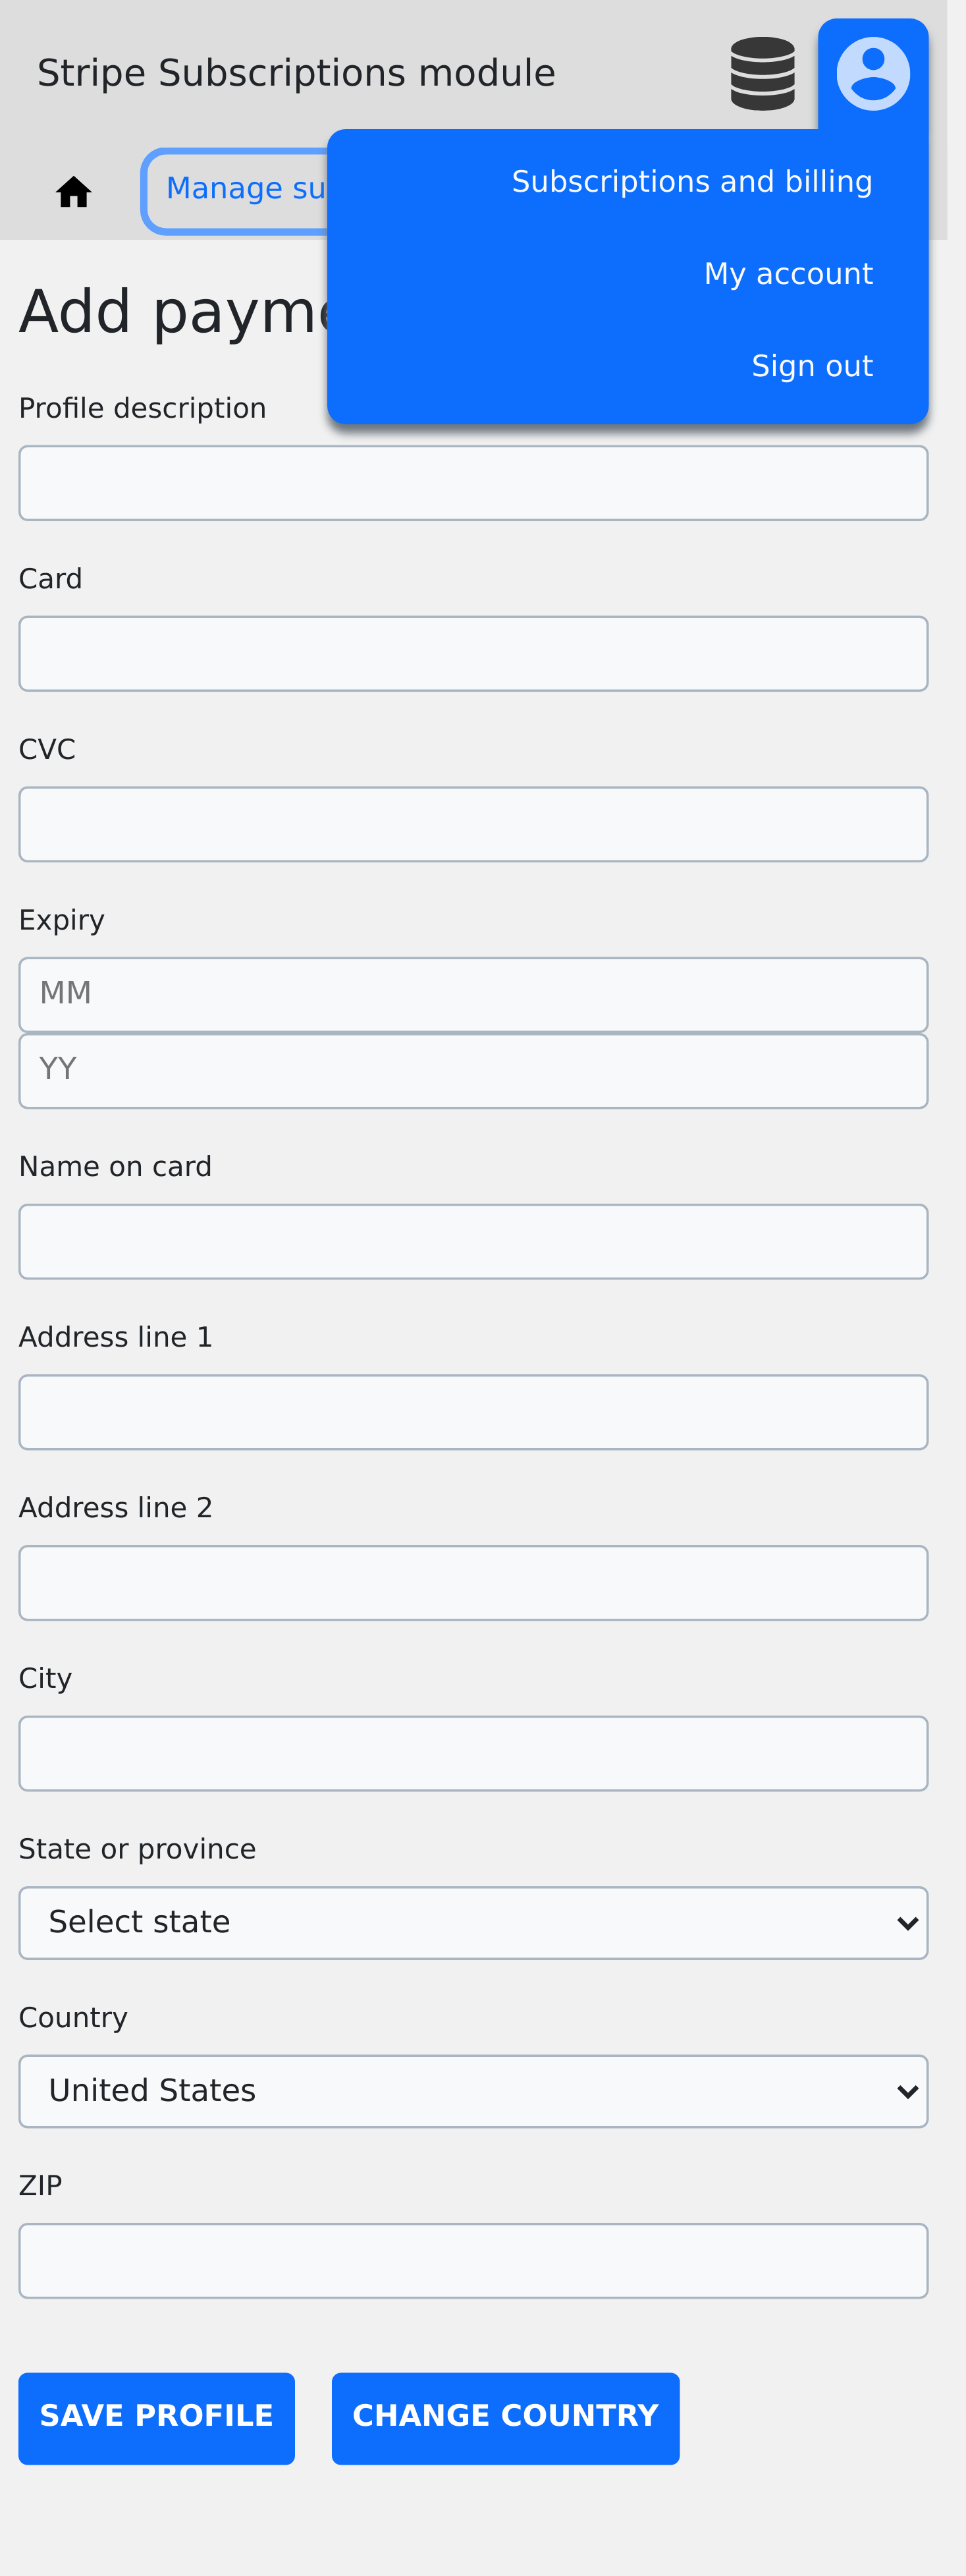 Stripe Subscriptions module
Manage su
Subscriptions and billing
My account
Sign out
Add payme
Profile description
Card
CVC
Expiry
MM
YY
Name on card
Address line 1
Address line 2
City
State or province
Select state
Country
United States
ZIP
SAVE PROFILE CHANGE COUNTRY